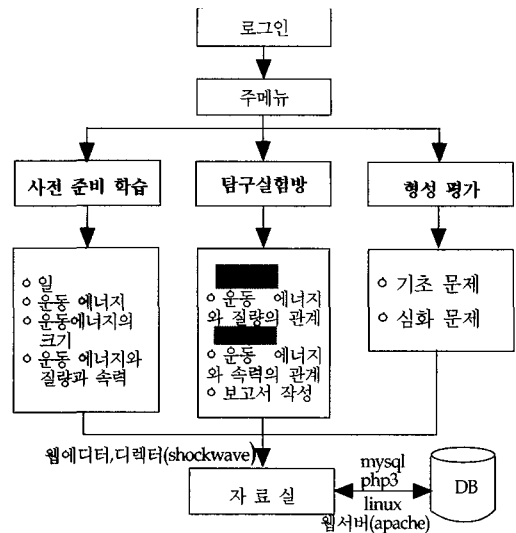 로그인
주메뉴
사전 준비 학습
탐구실험방
형성 평가
○ 일
○ 운동 에너지
○ 운동에너지의
크기
○ 운동 에너지와
질량과 속력
○ 운동 에너지
와 질량의 관계
○ 운동 에너지
와 속력의 관계
○ 보고서 작성
○ 기초 문제
○ 심화 문제
웹에디터,디렉터(shockwave)
자 료 실
mysql
php3
linux
웹서버(apache)
DB